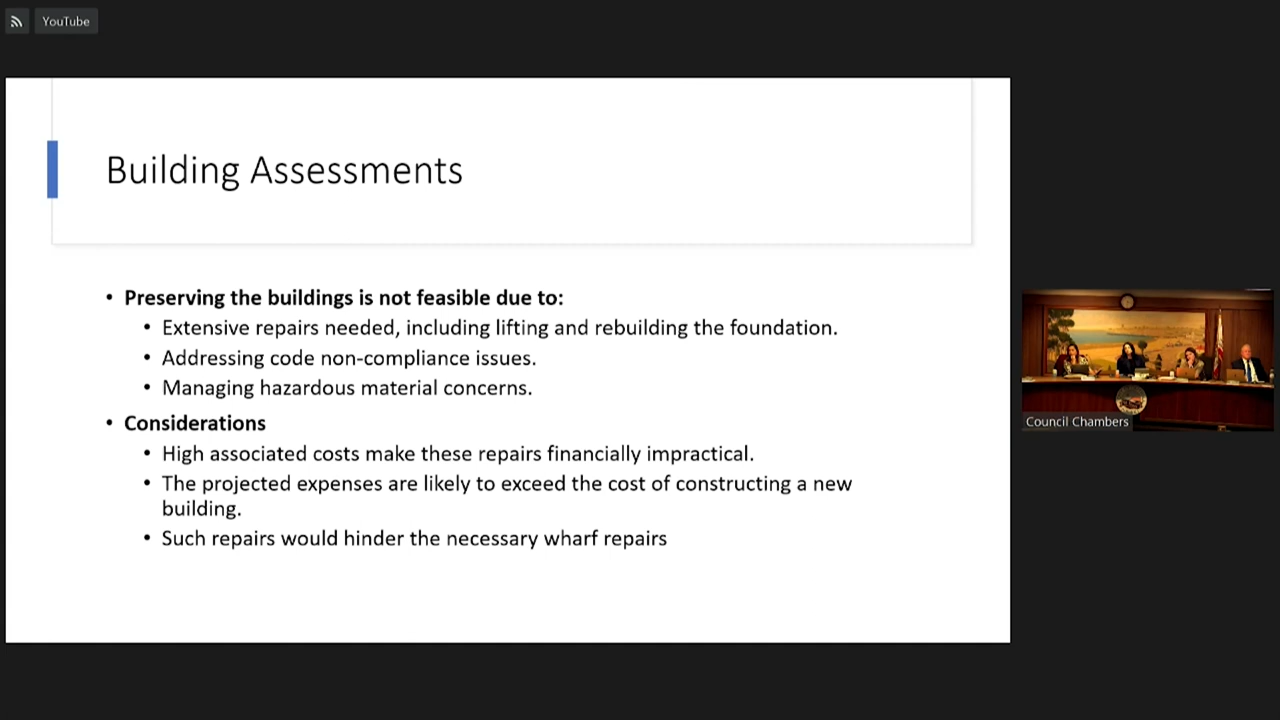 YouTube
Building Assessments
• Preserving the buildings is not feasible due to:
• Extensive repairs needed, including lifting and rebuilding the foundation.
• Addressing code non-compliance issues.
• Managing hazardous material concerns.
• Considerations
• High associated costs make these repairs financially impractical.
• The projected expenses are likely to exceed the cost of constructing a new
building.
• Such repairs would hinder the necessary wharf repairs
Council Chambers